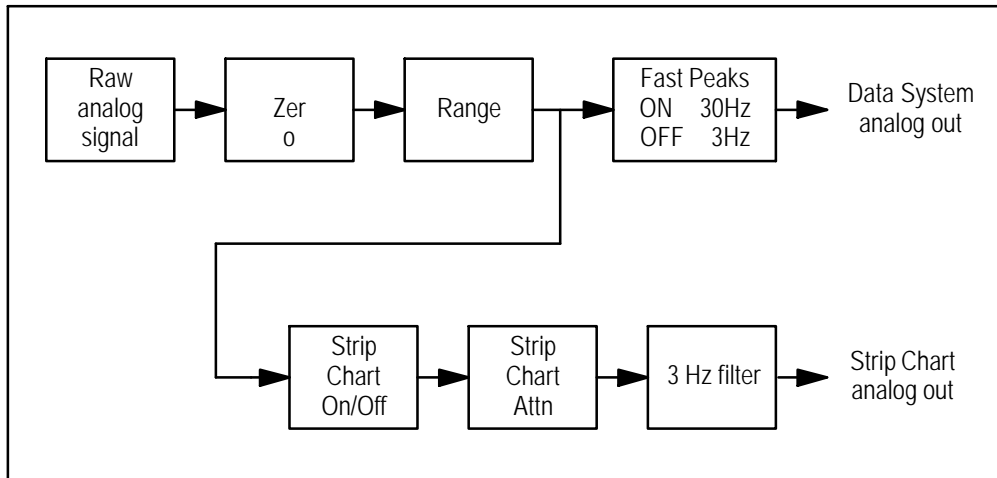 Raw
analog
signal
Zer
o
Range
Fast Peaks
ON 30Hz
OFF 3Hz
Data System
analog out
Strip
Chart
On/Off
Strip
Chart
Attn
3 Hz filter
Strip Chart
analog out